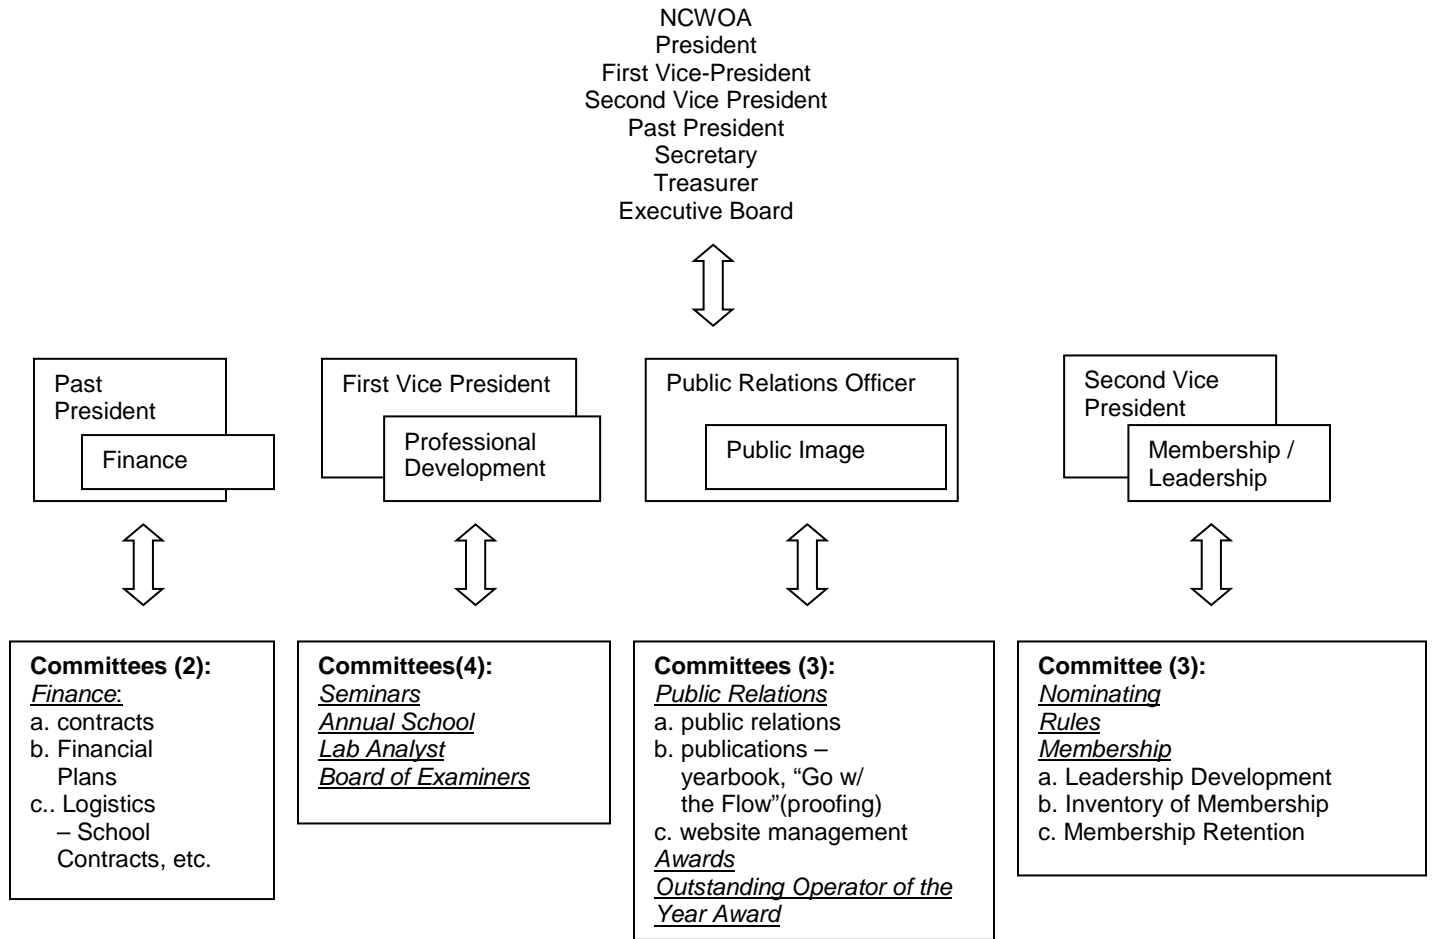 NCWOA
President
First Vice-President
Second Vice President
Past President
Secretary
Treasurer
Executive Board
Past
President
Finance
First Vice President
Professional
Development
Public Relations Officer
Public Image
Second Vice
President
Membership /
Leadership
Committees (2):
Finance:
a. contracts
b. Financial
Plans
c.. Logistics
– School
Contracts, etc.
Committees(4):
Seminars
Annual School
Lab Analyst
Board of Examiners
Committees (3):
Public Relations
a. public relations
b. publications –
yearbook, “Go w/
the Flow”(proofing)
c. website management
Awards
Outstanding Operator of the
Year Award
Committee (3):
Nominating
Rules
Membership
a. Leadership Development
b. Inventory of Membership
c. Membership Retention